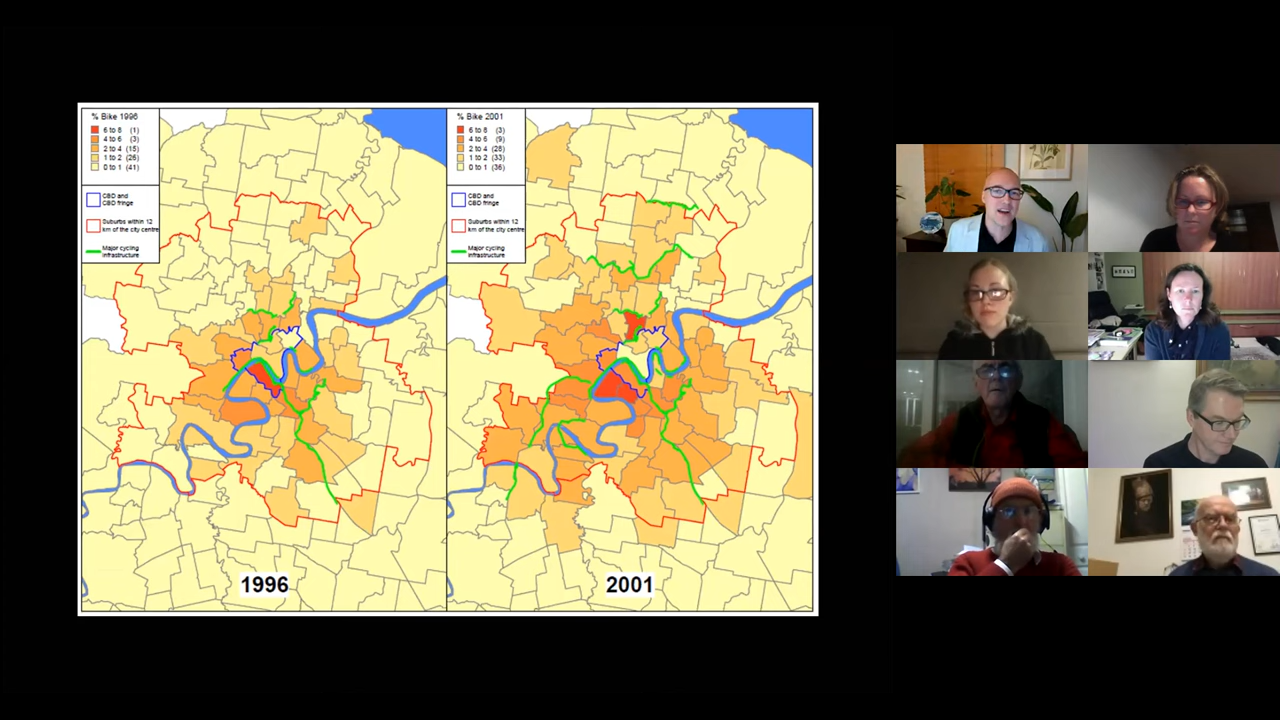 % Bike 1996
6 to 8 (1)
4 to 6 (3)
2 to 4 (15)
1 to 2 (26)
0 to 1 (41)
CBD and
CBD fringe
Suburbs within 12
km of the city centre
Major cycling
infrastructure
1996
% Bike 2001
6 to 8 (3)
4 to 6 (9)
2 to 4 (28)
1 to 2 (33)
0 to 1 (36)
CBD and
CBD fringe
Suburbs within 12
km of the city centre
Major cycling
infrastructure
2001